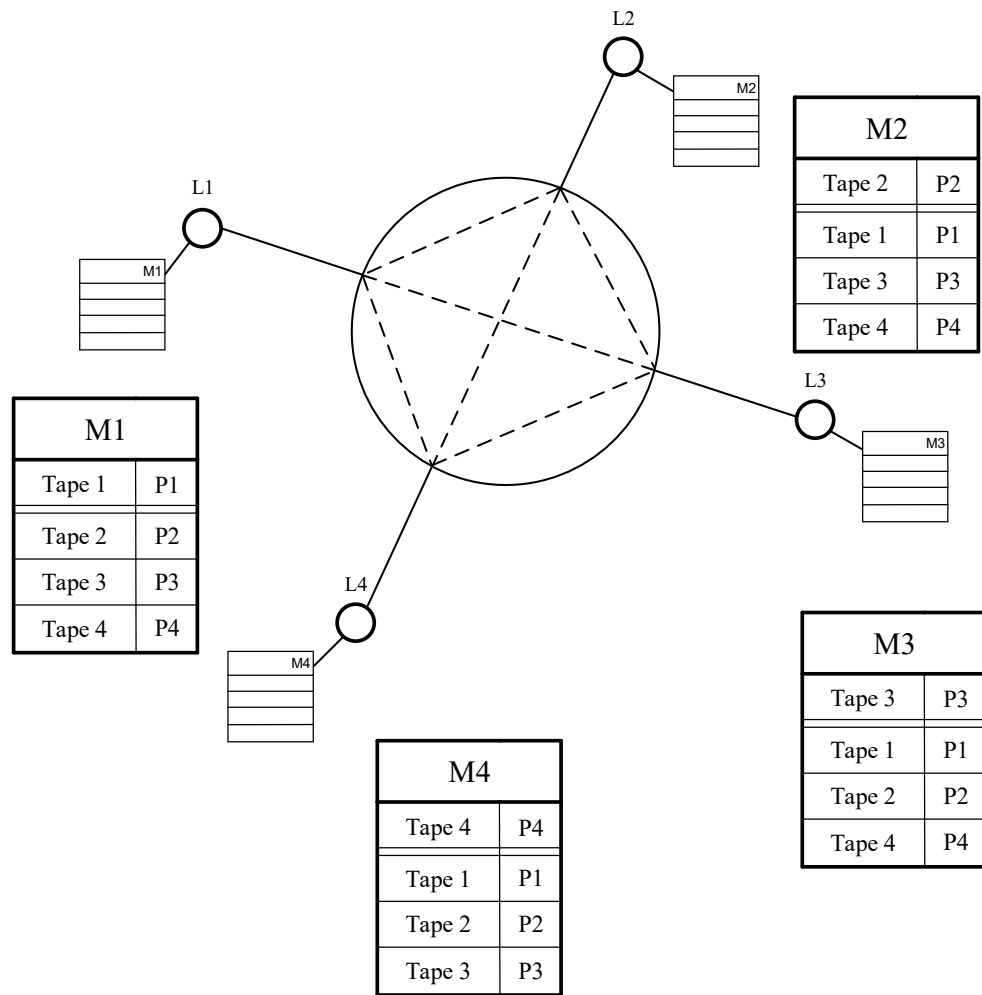 L2
M2
L1
M1
M2
Tape 2 P2
Tape 1 P1
Tape 3 P3
Tape 4 P4
L3
M3
M1
Tape 1 P1
Tape 2 P2
Tape 3 P3
Tape 4 P4
L4
M4
M3
Tape 3 P3
Tape 1 P1
Tape 2 P2
Tape 4 P4
M4
Tape 4 P4
Tape 1 P1
Tape 2 P2
Tape 3 P3